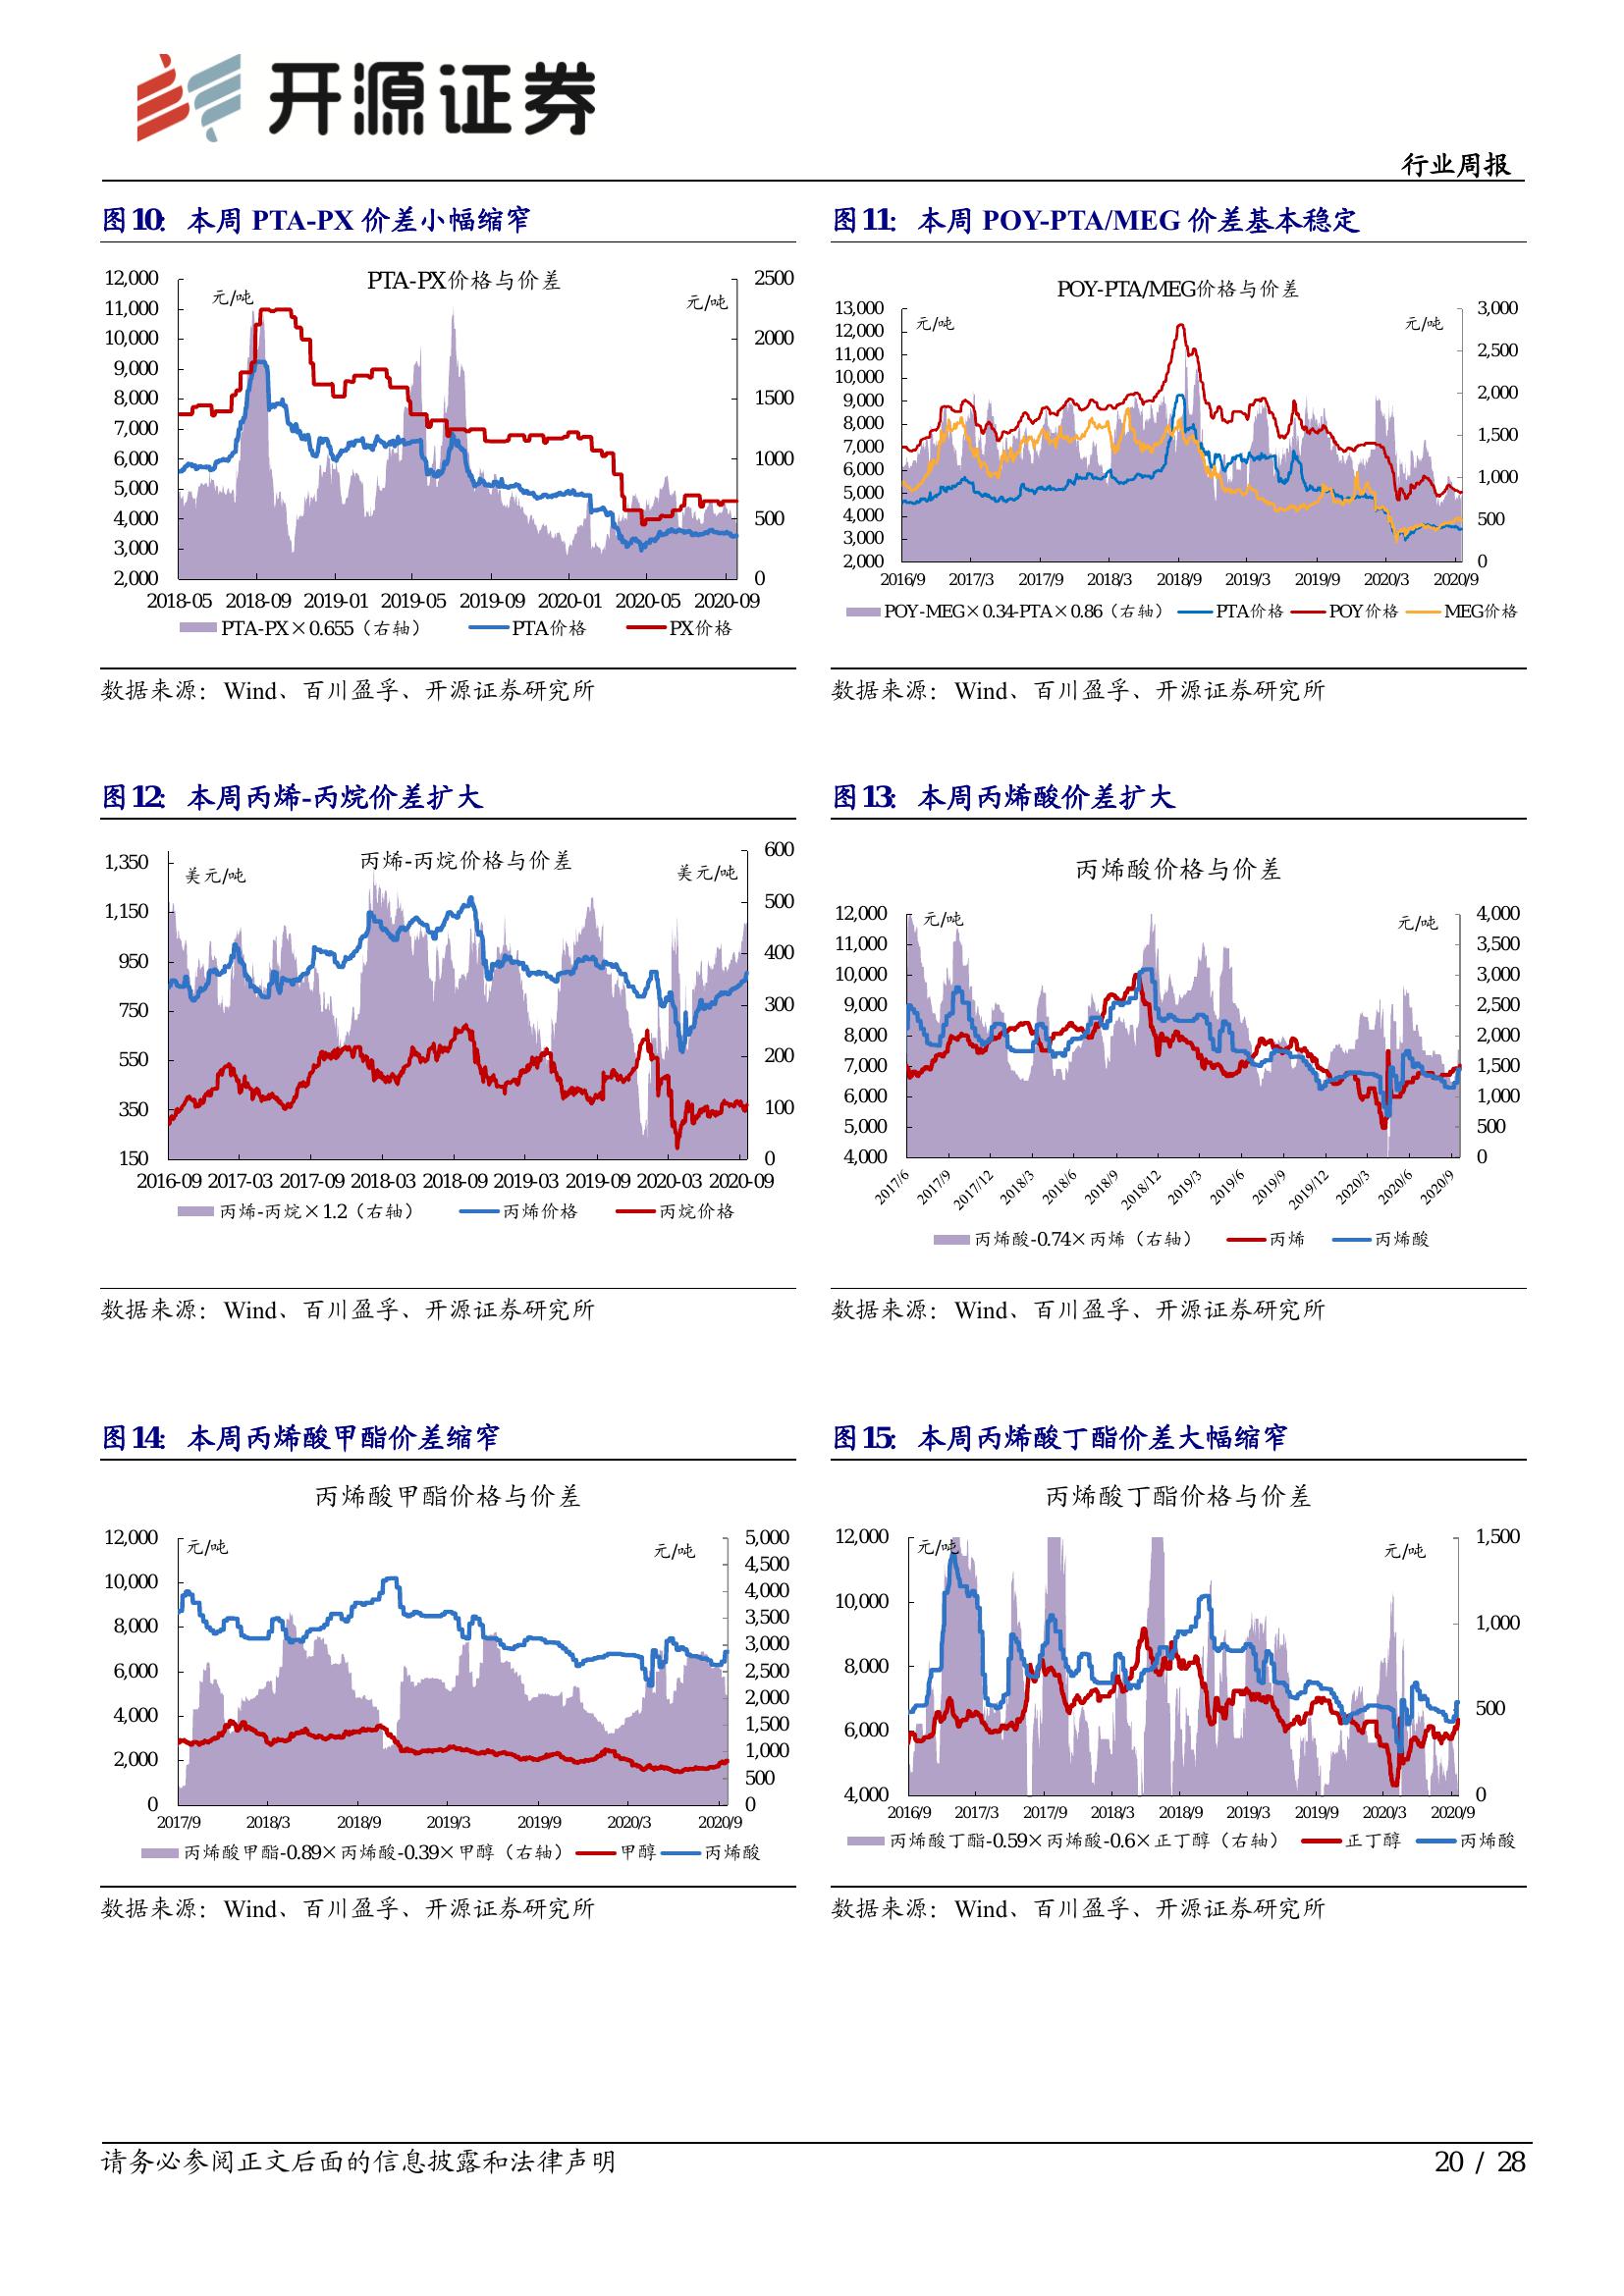 开源证券
行业周报
图10: 本周 PTA-PX 价差小幅缩窄
PTA-PX价格与价差
元/吨
元/吨
12,000
11,000
10,000
9,000
8,000
7,000
6,000
5,000
4,000
3,000
2,000
2500
2000
1500
1000
500
0
2018-05 2018-09 2019-01 2019-05 2019-09 2020-01 2020-05 2020-09
PTA-PX×0.655（右轴） PTA价格 PX价格
数据来源：Wind、百川盈孚、开源证券研究所
图11: 本周 POY-PTA/MEG 价差基本稳定
POY-PTA/MEG价格与价差
元/吨
元/吨
13,000
12,000
11,000
10,000
9,000
8,000
7,000
6,000
5,000
4,000
3,000
2,000
3,000
2,500
2,000
1,500
1,000
500
0
2016/9 2017/3 2017/9 2018/3 2018/9 2019/3 2019/9 2020/3 2020/9
POY-MEG×0.34-PTA×0.86（右轴） PTA价格 POY价格 MEG价格
数据来源：Wind、百川盈孚、开源证券研究所
图12: 本周丙烯-丙烷价差扩大
丙烯-丙烷价格与价差
美元/吨
美元/吨
1,350
1,150
950
750
550
350
150
600
500
400
300
200
100
0
2016-09 2017-03 2017-09 2018-03 2018-09 2019-03 2019-09 2020-03 2020-09
丙烯-丙烷×1.2（右轴） 丙烯价格 丙烷价格
数据来源：Wind、百川盈孚、开源证券研究所
图13: 本周丙烯酸价差扩大
丙烯酸价格与价差
元/吨
元/吨
12,000
11,000
10,000
9,000
8,000
7,000
6,000
5,000
4,000
4,000
3,500
3,000
2,500
2,000
1,500
1,000
500
0
2017/6 2017/9 2017/12 2018/3 2018/6 2018/9 2018/12 2019/3 2019/6 2019/9 2019/12 2020/3 2020/6 2020/9
丙烯酸-0.74×丙烯（右轴） 丙烯 丙烯酸
数据来源：Wind、百川盈孚、开源证券研究所
图14: 本周丙烯酸甲酯价差缩窄
丙烯酸甲酯价格与价差
元/吨
元/吨
12,000
10,000
8,000
6,000
4,000
2,000
0
5,000
4,500
4,000
3,500
3,000
2,500
2,000
1,500
1,000
500
0
2017/9 2018/3 2018/9 2019/3 2019/9 2020/3 2020/9
丙烯酸甲酯-0.89×丙烯酸-0.39×甲醇（右轴） 甲醇 丙烯酸
数据来源：Wind、百川盈孚、开源证券研究所
图15: 本周丙烯酸丁酯价差大幅缩窄
丙烯酸丁酯价格与价差
元/吨
元/吨
12,000
10,000
8,000
6,000
4,000
1,500
1,000
500
0
2016/9 2017/3 2017/9 2018/3 2018/9 2019/3 2019/9 2020/3 2020/9
丙烯酸丁酯-0.59×丙烯酸-0.6×正丁醇（右轴） 正丁醇 丙烯酸
数据来源：Wind、百川盈孚、开源证券研究所
请务必参阅正文后面的信息披露和法律声明
20 / 28